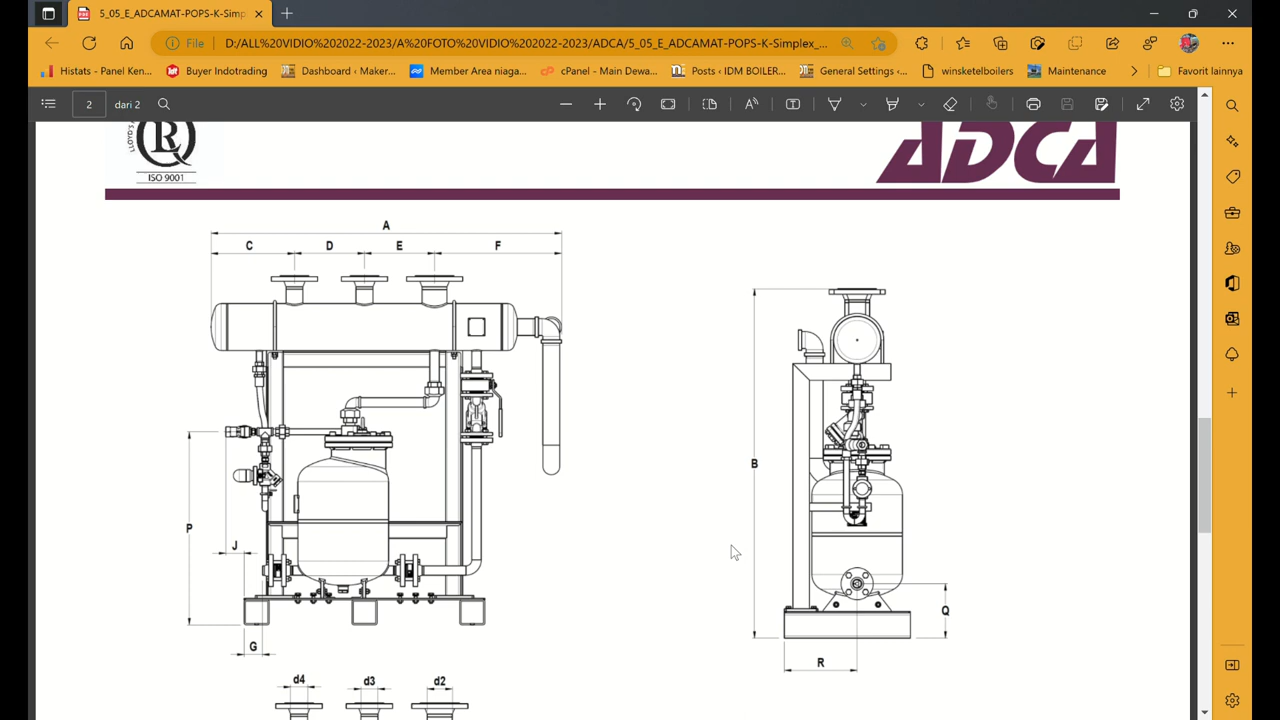 5_05_E_ADCAMAT-POPS-K-Simp
File
D:/ALL%20VIDIO%202022-2023/A%20FOTO%20VIDIO%202022-2023/ADCA/5_05_E_ADCAMAT-POPS-K-Simplex_...
Histats - Panel Ken...
Buyer Indotrading
Dashboard ‹ Maker...
Member Area niaga...
cPanel - Main Dewa...
Posts ‹ IDM BOILER...
General Settings ‹...
winsketelboilers
Maintenance
Favorit lainnya
2
dari 2
LLOYD'S
LRQ
ISO 9001
ADCA
A
C
D
E
F
B
P
J
G
Q
R
d4
d3
d2